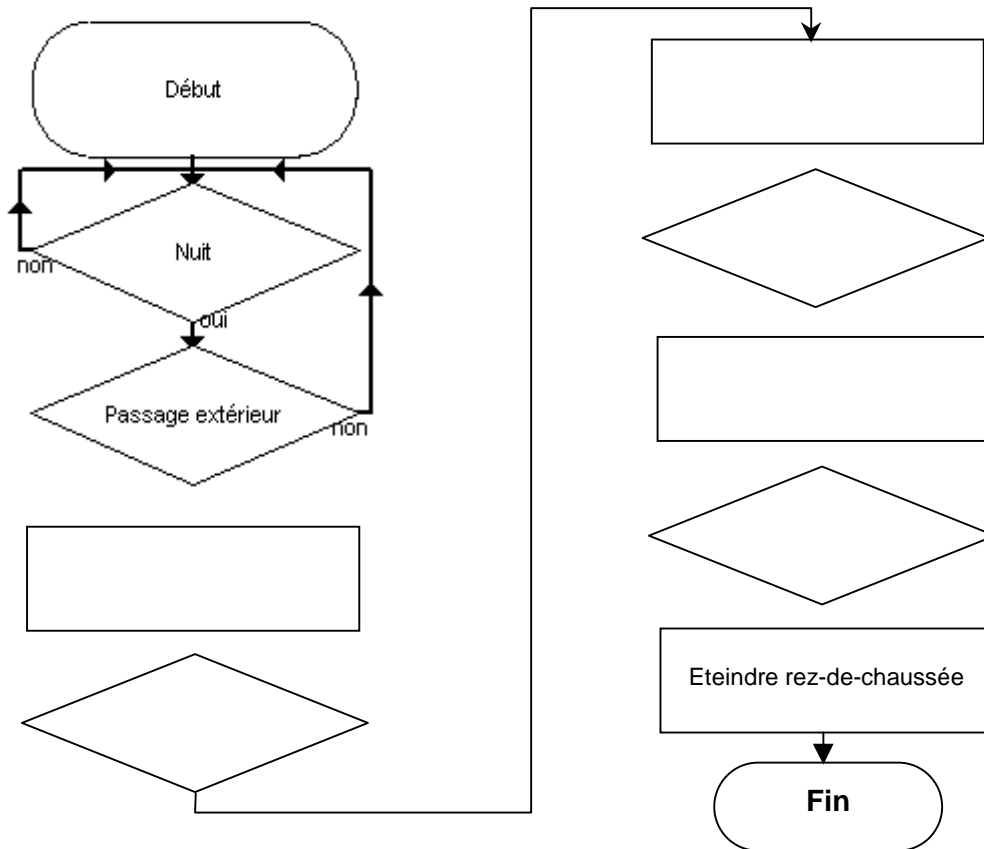 Début
Nuit
non
oui
Passage extérieur
non
Eteindre rez-de-chaussée
Fin